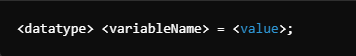 <datatype> <variableName> = <value>;